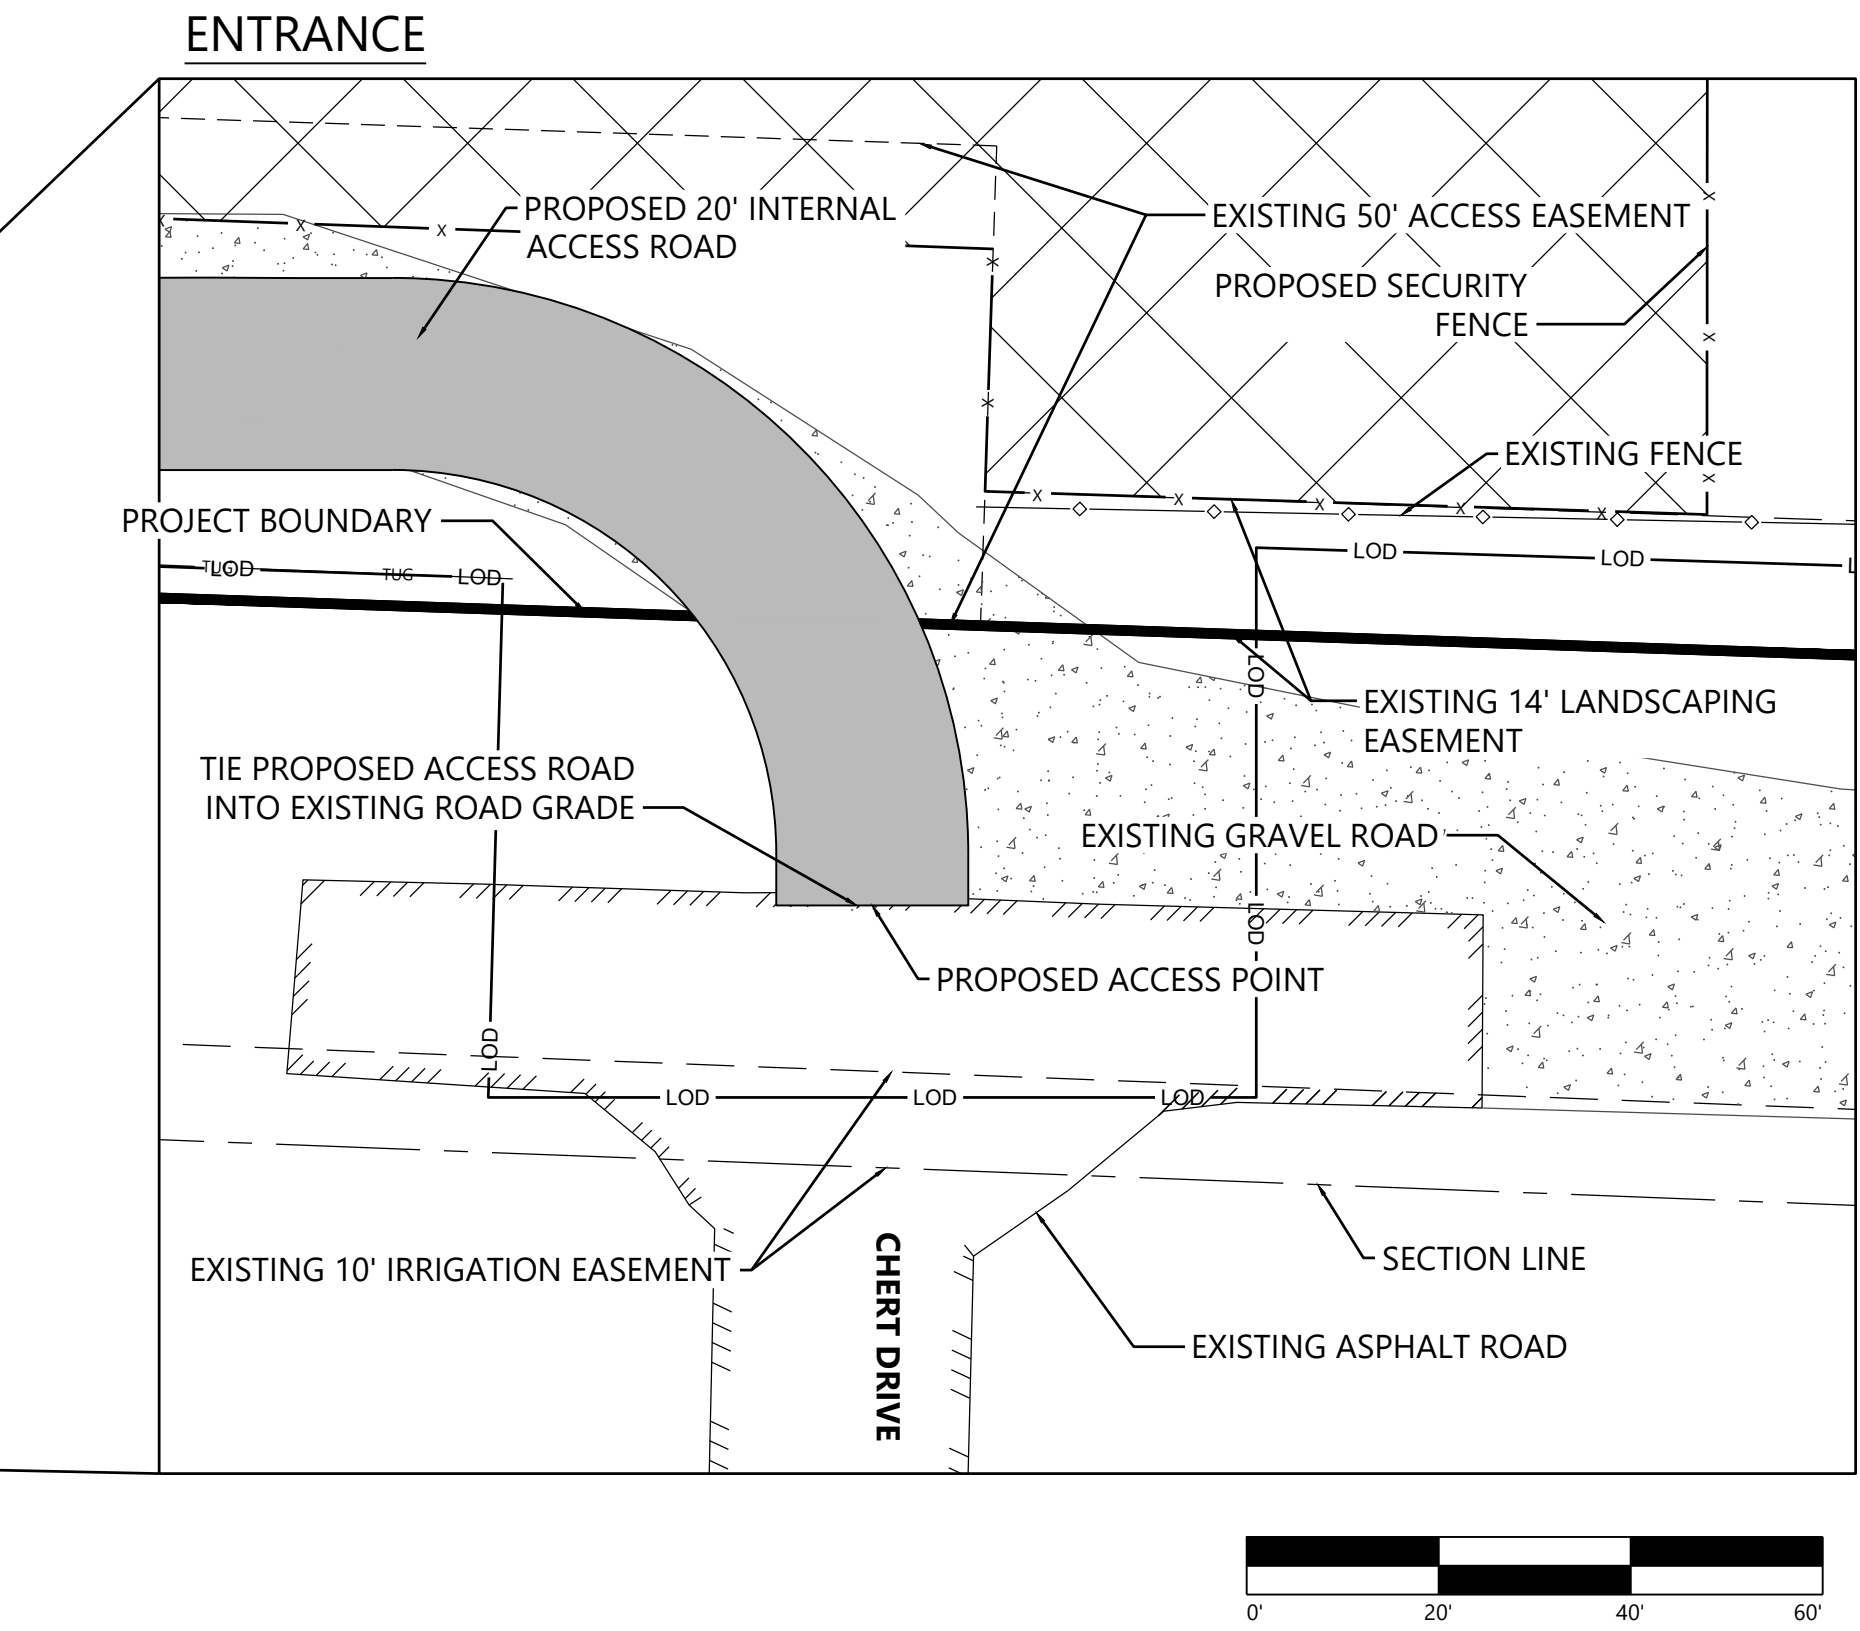 ENTRANCE
PROPOSED 20' INTERNAL
ACCESS ROAD
EXISTING 50' ACCESS EASEMENT
PROPOSED SECURITY
FENCE
EXISTING FENCE
PROJECT BOUNDARY
TUG
LOD
TUG
LOD
LOD
LOD
LOD
EXISTING 14' LANDSCAPING
EASEMENT
TIE PROPOSED ACCESS ROAD
INTO EXISTING ROAD GRADE
EXISTING GRAVEL ROAD
LOD
PROPOSED ACCESS POINT
LOD
LOD
LOD
LOD
EXISTING 10' IRRIGATION EASEMENT
CHERT DRIVE
SECTION LINE
EXISTING ASPHALT ROAD
0'
20'
40'
60'